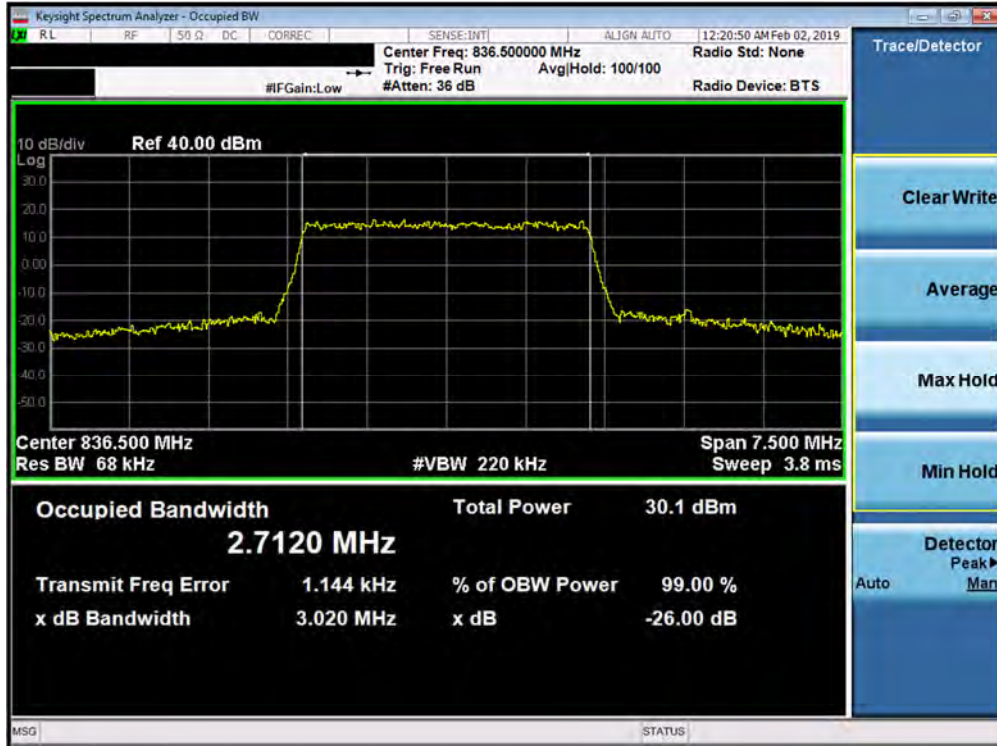 Keysight Spectrum Analyzer - Occupied BW
LXI RL RF 50 Ω DC CORREC SENSE:INT ALIGN AUTO 12:20:50 AM Feb 02, 2019
Center Freq: 836.500000 MHz Radio Std: None
Trig: Free Run Avg|Hold: 100/100
#IFGain:Low #Atten: 36 dB Radio Device: BTS
10 dB/div Ref 40.00 dBm
Log
30.0
20.0
10.0
0.00
-10.0
-20.0
-30.0
-40.0
-50.0
Center 836.500 MHz Span 7.500 MHz
Res BW 68 kHz #VBW 220 kHz Sweep 3.8 ms
Occupied Bandwidth Total Power 30.1 dBm
2.7120 MHz
Transmit Freq Error 1.144 kHz % of OBW Power 99.00 %
x dB Bandwidth 3.020 MHz x dB -26.00 dB
MSG STATUS
Trace/Detector
Clear Write
Average
Max Hold
Min Hold
Detector
Peak▶
Auto Man